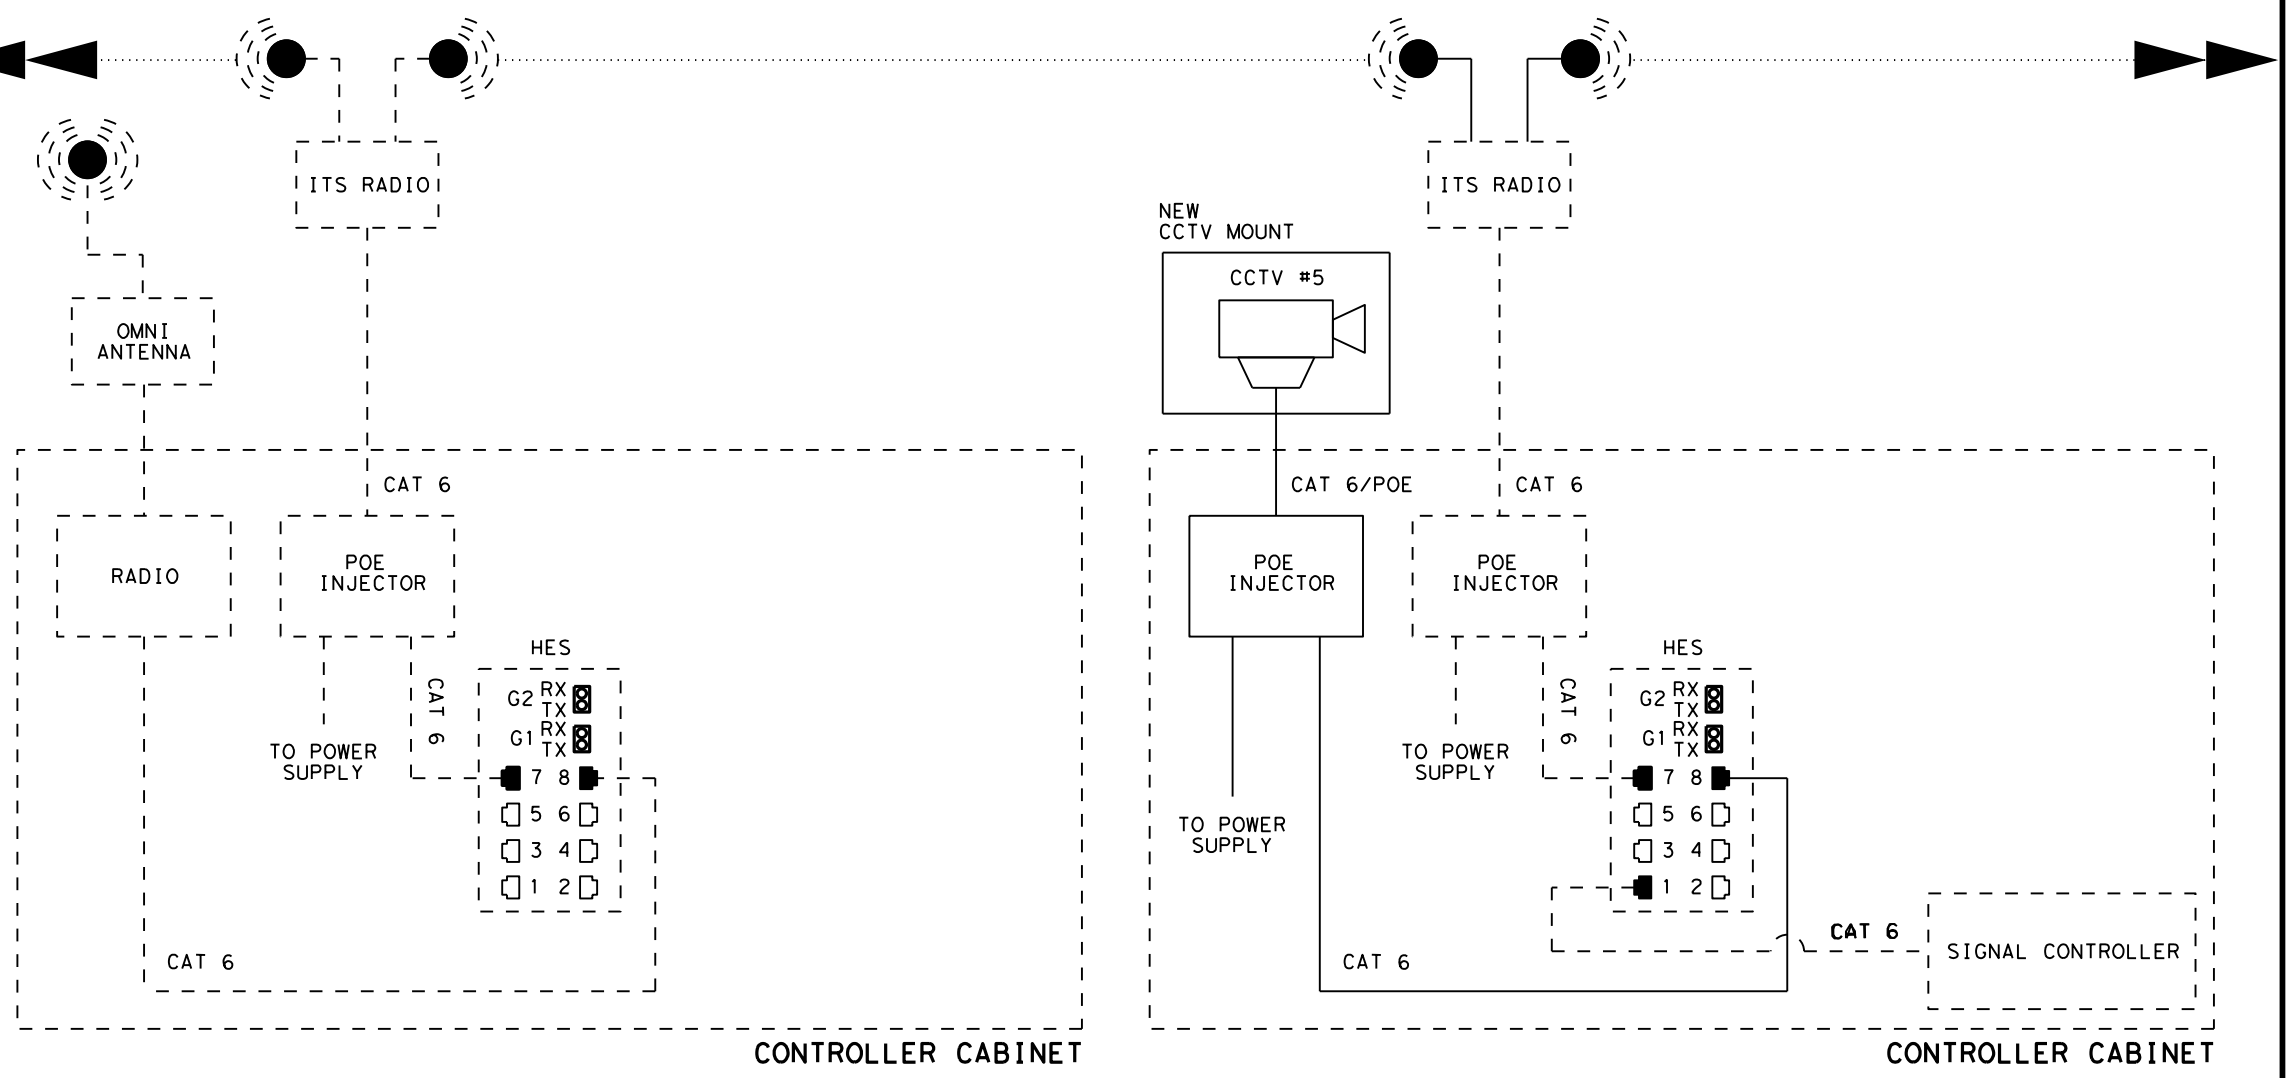 ITS RADIO
OMNI
ANTENNA
CAT 6
RADIO
POE
INJECTOR
TO POWER
SUPPLY
CAT 6
HES
G2 RX
TX
G1 RX
TX
7 8
5 6
3 4
1 2
CAT 6
CONTROLLER CABINET
ITS RADIO
NEW
CCTV MOUNT
CCTV #5
CAT 6/POE
CAT 6
POE
INJECTOR
POE
INJECTOR
TO POWER
SUPPLY
TO POWER
SUPPLY
CAT 6
HES
G2 RX
TX
G1 RX
TX
7 8
5 6
3 4
1 2
CAT 6
CAT 6
SIGNAL CONTROLLER
CONTROLLER CABINET